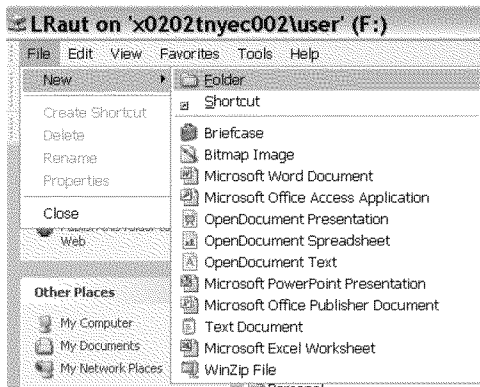 LRaut on 'x0202tnyec002\user' (F:)
File Edit View Favorites Tools Help
New
Create Shortcut
Delete
Rename
Properties
Close
Web
Other Places
My Computer
My Documents
My Network Places
Folder
Shortcut
Briefcase
Bitmap Image
Microsoft Word Document
Microsoft Office Access Application
OpenDocument Presentation
OpenDocument Spreadsheet
OpenDocument Text
Microsoft PowerPoint Presentation
Microsoft Office Publisher Document
Text Document
Microsoft Excel Worksheet
WinZip File